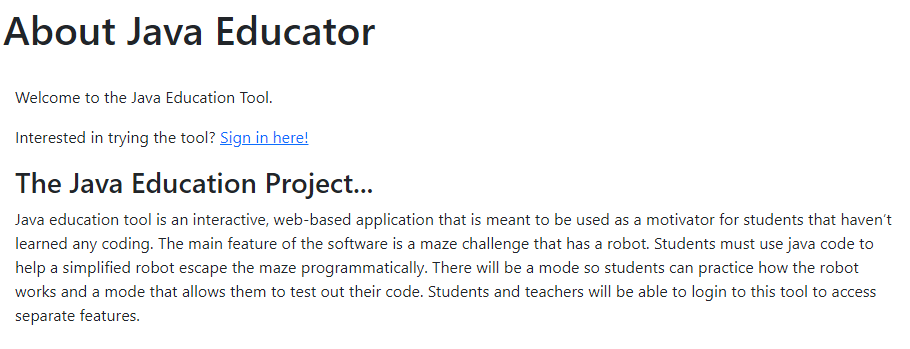 About Java Educator
Welcome to the Java Education Tool.
Interested in trying the tool? Sign in here!
The Java Education Project...
Java education tool is an interactive, web-based application that is meant to be used as a motivator for students that haven't
learned any coding. The main feature of the software is a maze challenge that has a robot. Students must use java code to
help a simplified robot escape the maze programmatically. There will be a mode so students can practice how the robot
works and a mode that allows them to test out their code. Students and teachers will be able to login to this tool to access
separate features.